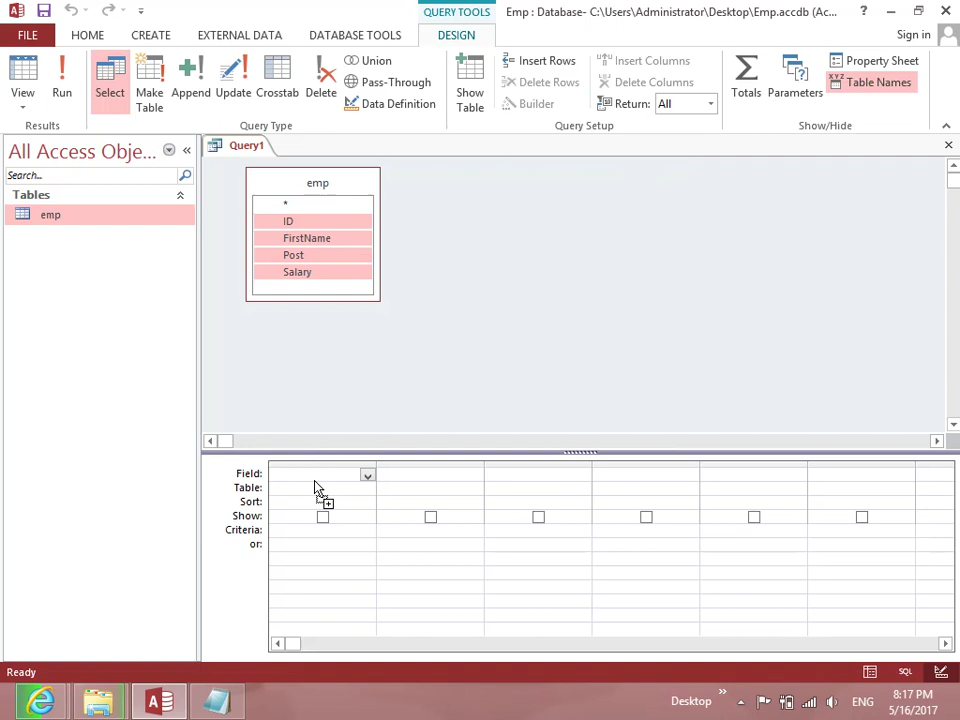 QUERY TOOLS
Emp : Database- C:\Users\Administrator\Desktop\Emp.accdb (Ac...
FILE HOME CREATE EXTERNAL DATA DATABASE TOOLS DESIGN Sign in
View Run Select Make Table Append Update Crosstab Delete
Union
Pass-Through
Data Definition
Show Table
Insert Rows
Delete Rows
Builder
Insert Columns
Delete Columns
Return: All
Totals Parameters
Property Sheet
XYZ Table Names
Results Query Type Query Setup Show/Hide
All Access Obje...
Search...
Tables
emp
Query1
emp
*
ID
FirstName
Post
Salary
Field:
Table:
Sort:
Show:
Criteria:
or:
Ready
SQL
Desktop
ENG
8:17 PM
5/16/2017